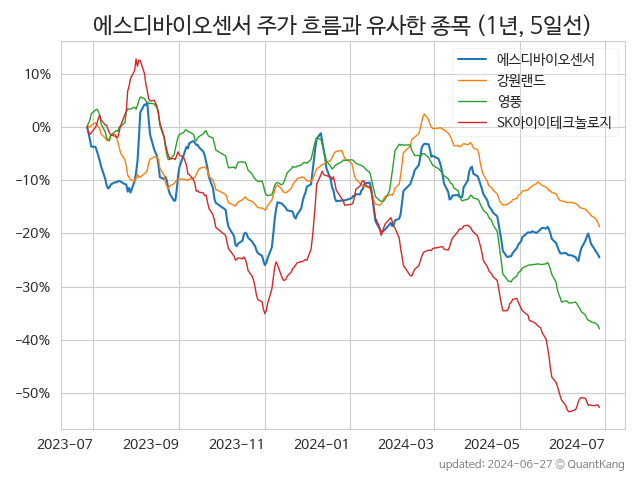 에스디바이오센서 주가 흐름과 유사한 종목 (1년, 5일선)
에스디바이오센서
강원랜드
영풍
SK아이이테크놀로지
10%
0%
−10%
−20%
−30%
−40%
−50%
2023-07 2023-09 2023-11 2024-01 2024-03 2024-05 2024-07
updated: 2024-06-27 © QuantKang